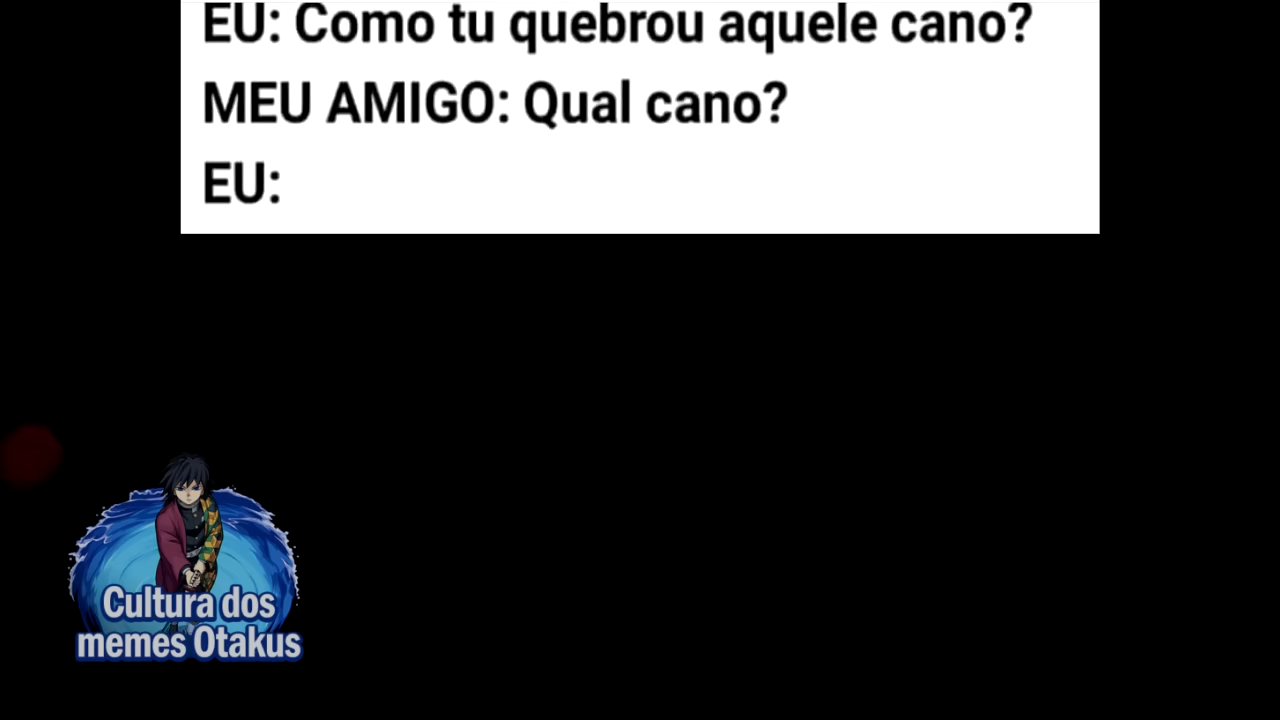 EU: Como tu quebrou aquele cano?
MEU AMIGO: Qual cano?
EU:
Cultura dos
memes Otakus